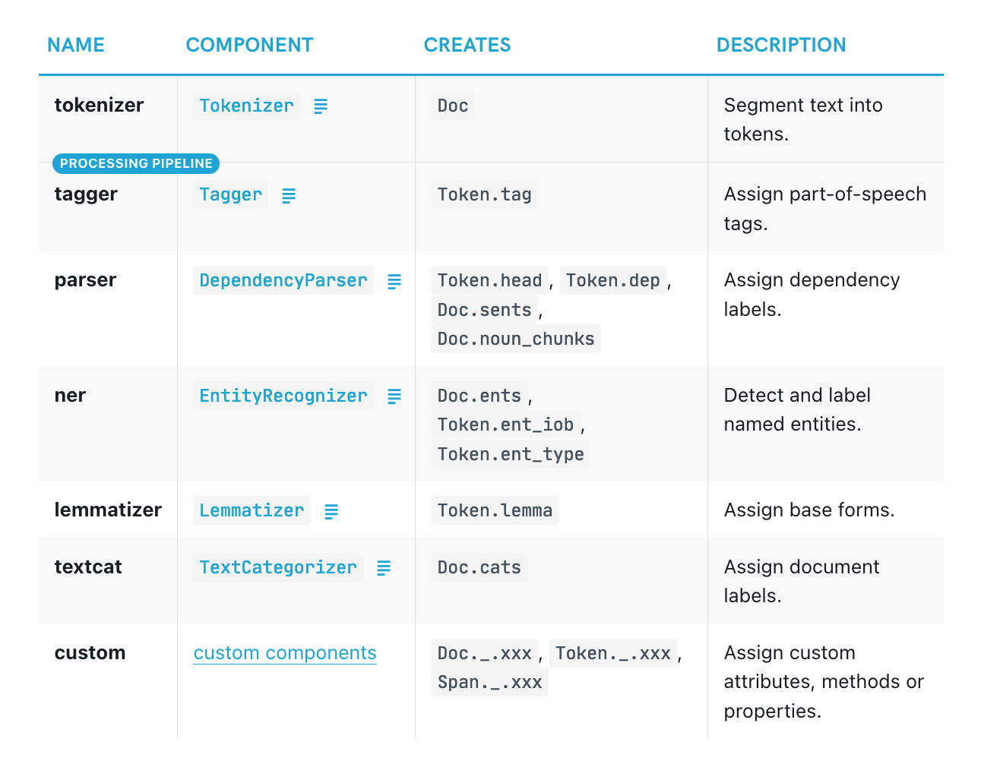 NAME COMPONENT CREATES DESCRIPTION
tokenizer Tokenizer Doc Segment text into
tokens.
PROCESSING PIPELINE
tagger Tagger Token.tag Assign part-of-speech
tags.
parser DependencyParser Token.head, Token.dep, Assign dependency
Doc.sents, labels.
Doc.noun_chunks
ner EntityRecognizer Doc.ents, Detect and label
Token.ent_iob, named entities.
Token.ent_type
lemmatizer Lemmatizer Token.lemma Assign base forms.
textcat TextCategorizer Doc.cats Assign document
labels.
custom custom components Doc._.xxx, Token._.xxx, Assign custom
Span._.xxx attributes, methods or
properties.